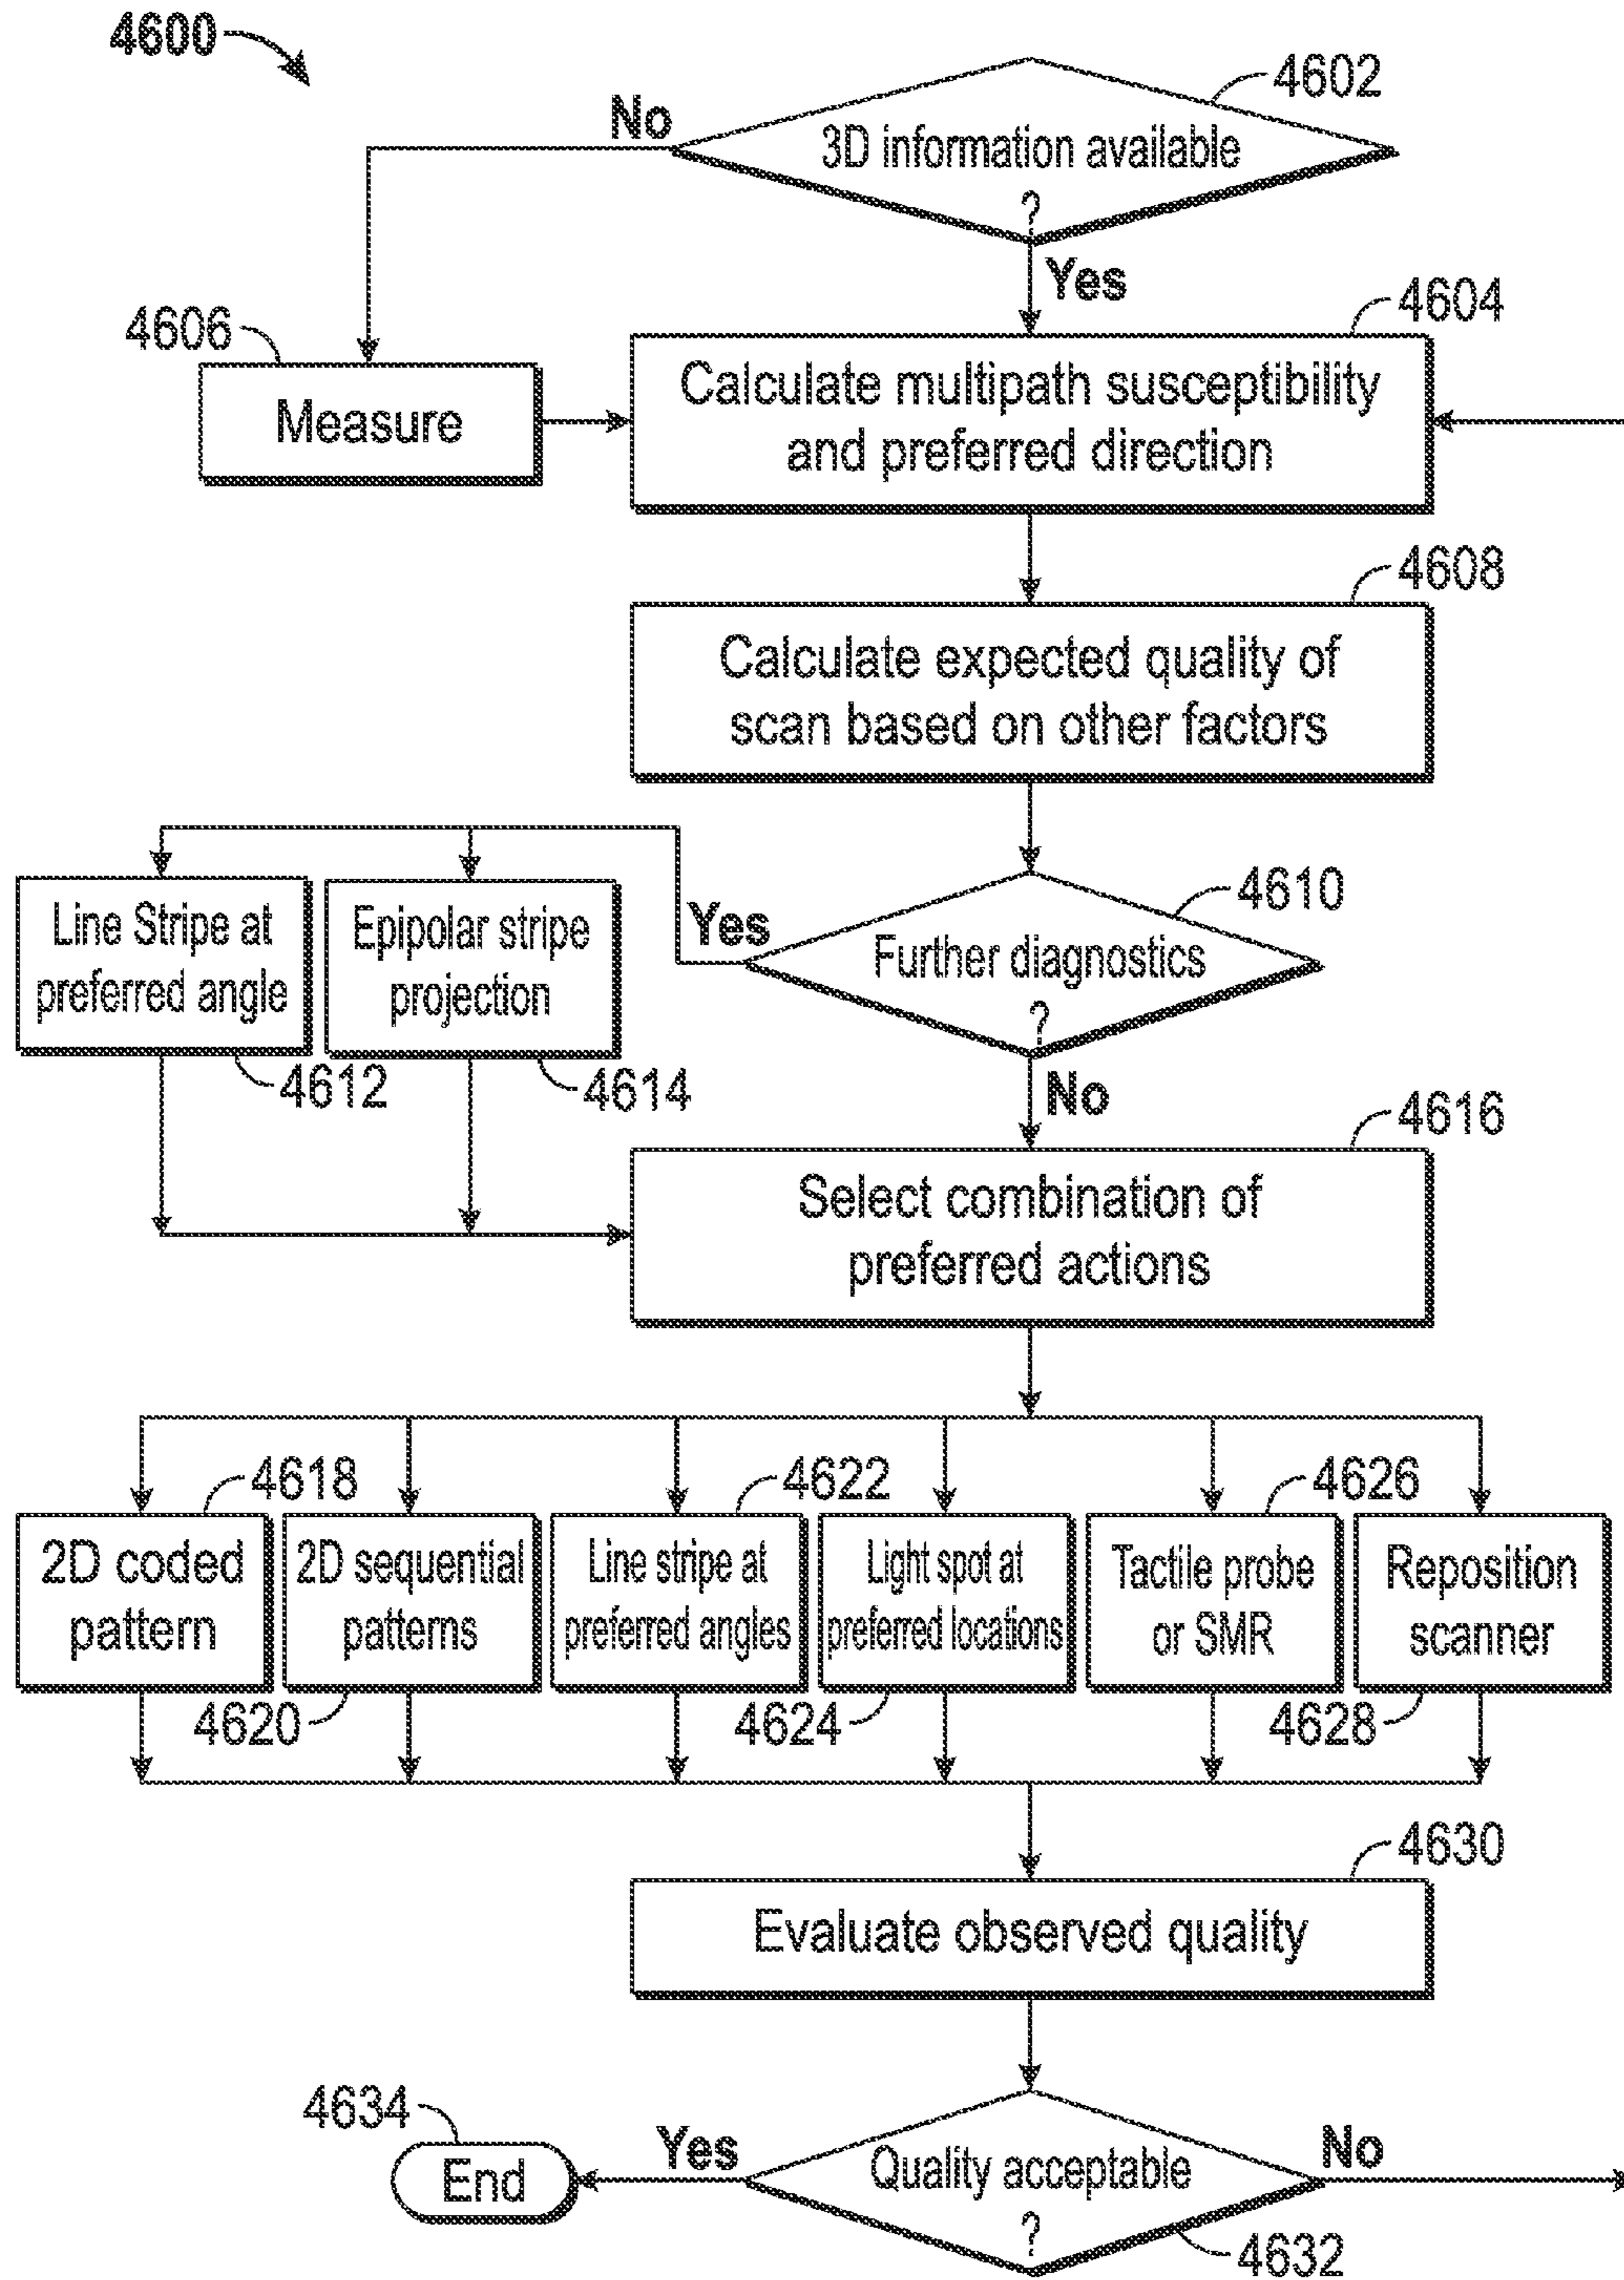 4600
4602
No
3D information available
?
Yes
4604
4606
Measure
Calculate multipath susceptibility
and preferred direction
4608
Calculate expected quality of
scan based on other factors
4610
Yes
Further diagnostics
?
No
Line Stripe at
preferred angle
4612
Epipolar stripe
projection
4614
4616
Select combination of
preferred actions
4618
2D coded
pattern
2D sequential
patterns
4620
4622
Line stripe at
preferred angles
Light spot at
preferred locations
4624
4626
Tactile probe
or SMR
Reposition
scanner
4628
4630
Evaluate observed quality
4634
End
Yes
Quality acceptable
?
No
4632